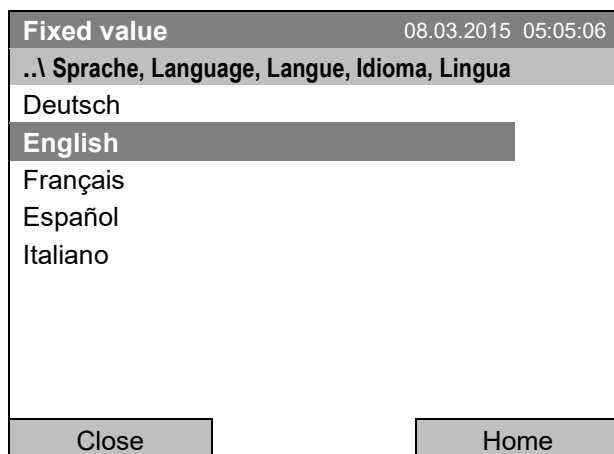 Fixed value 08.03.2015 05:05:06
..\ Sprache, Language, Langue, Idioma, Lingua
Deutsch
English
Français
Español
Italiano
Close Home